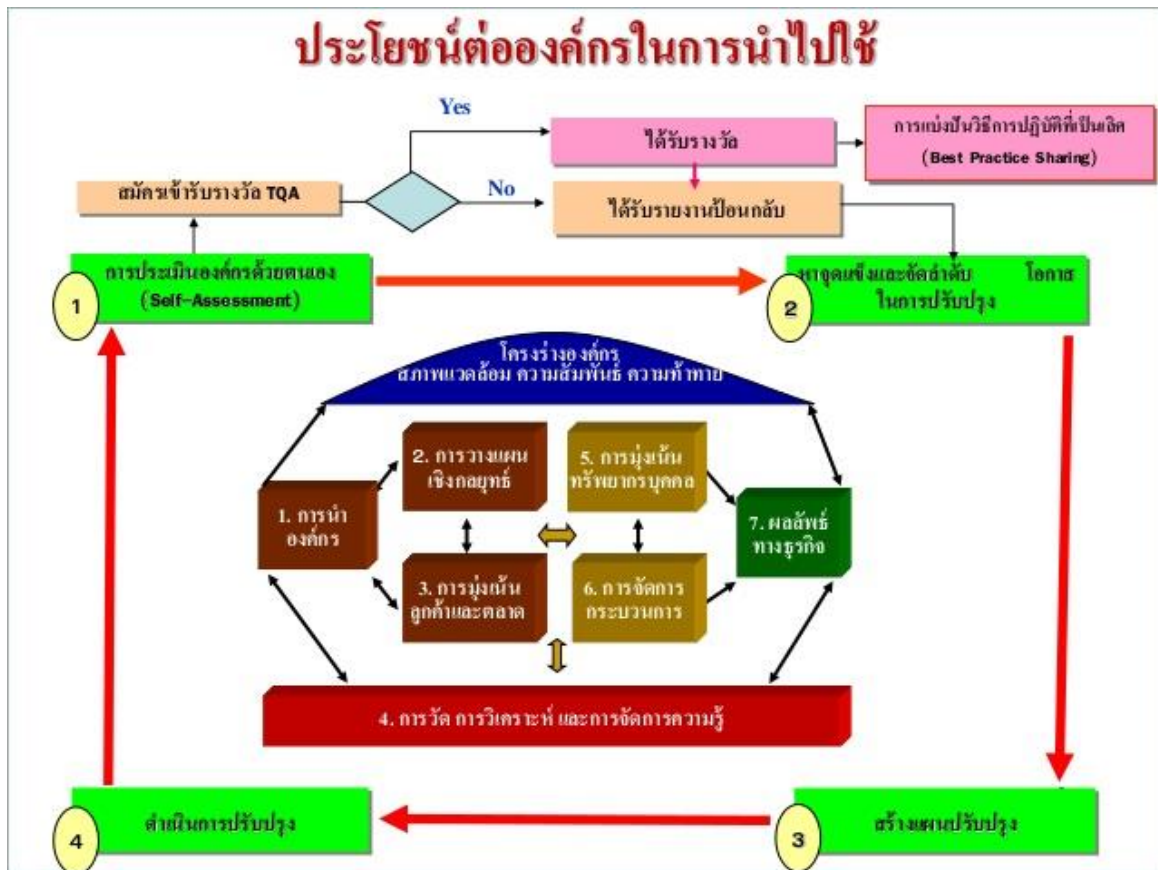 ประโยชน์ต่อองค์กรในการนำไปใช้
Yes
ได้รับรางวัล
การแบ่งปันวิธีการปฏิบัติที่เป็นเลิศ
(Best Practice Sharing)
สมัครเข้ารับรางวัล TQA
No
ได้รับรายงานป้อนกลับ
การประเมินองค์กรด้วยตนเอง
(Self-Assessment)
1
หาจุดแข็งและจัดลำดับ โอกาส
ในการปรับปรุง
2
โครงร่างองค์กร
สภาพแวดล้อม ความสัมพันธ์ ความท้าทาย
2. การวางแผน
เชิงกลยุทธ์
5. การมุ่งเน้น
ทรัพยากรบุคคล
1. การนำ
องค์กร
7. ผลลัพธ์
ทางธุรกิจ
3. การมุ่งเน้น
ลูกค้าและตลาด
6. การจัดการ
กระบวนการ
4. การวัด การวิเคราะห์ และการจัดการความรู้
ดำเนินการปรับปรุง
4
สร้างแผนปรับปรุง
3